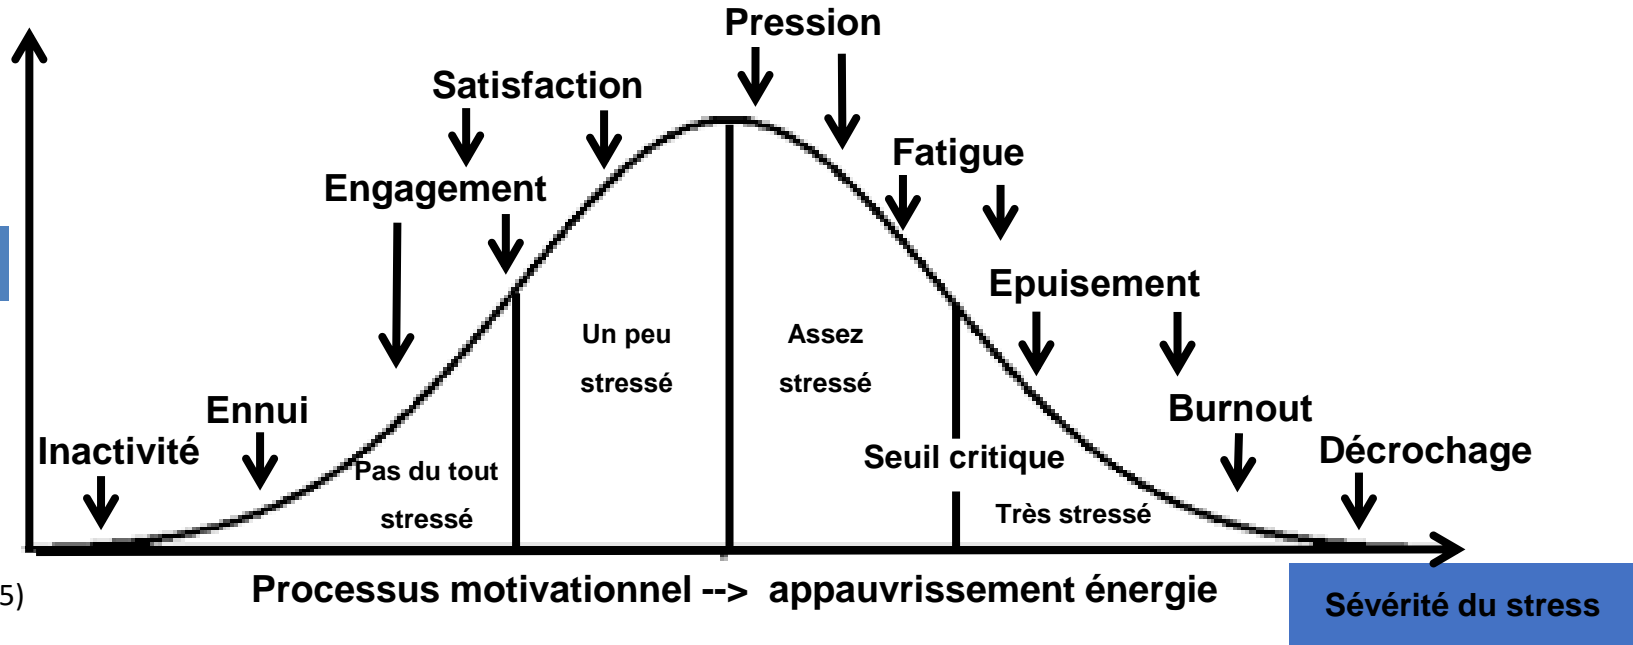 Pression
Satisfaction
Fatigue
Engagement
Epuisement
Un peu
stressé
Assez
stressé
Ennui
Burnout
Inactivité
Seuil critique
Décrochage
Pas du tout
stressé
Très stressé
5)
Processus motivationnel --> appauvrissement énergie
Sévérité du stress